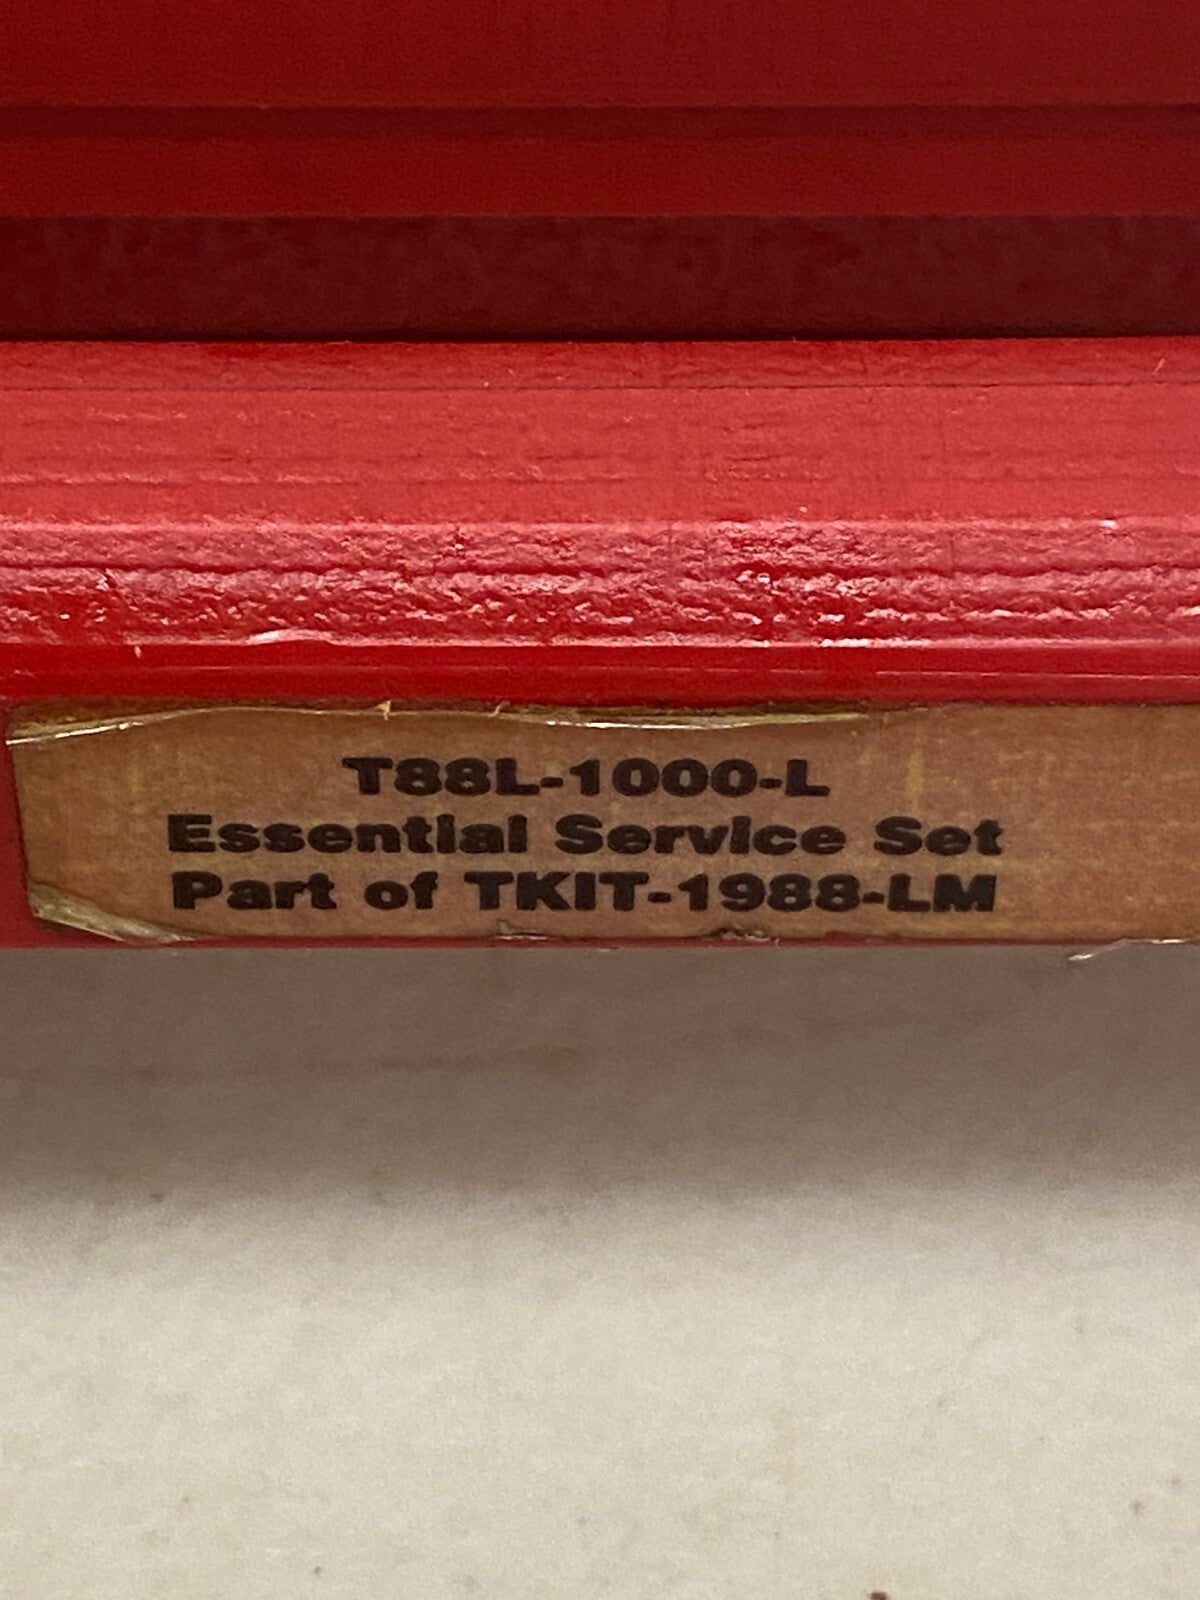 T88L-1000-L
Essential Service Set
Part of TKIT-1988-LM